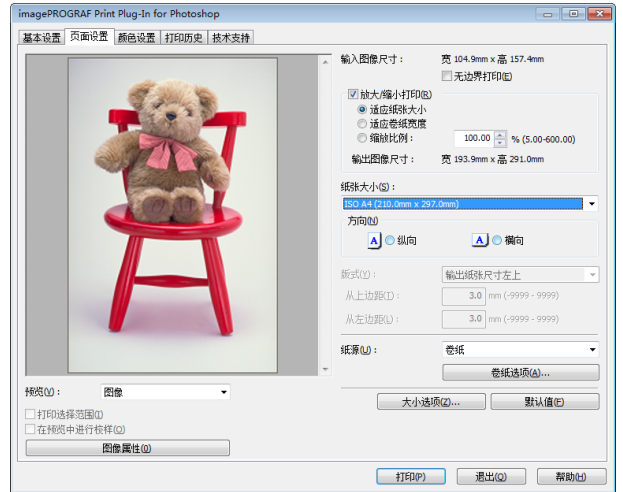 imagePROGRAF Print Plug-In for Photoshop
基本设置 页面设置 颜色设置 打印历史 技术支持
输入图像尺寸： 宽 104.9mm x 高 157.4mm
无边界打印(E)
放大/缩小打印(R)
适应纸张大小
适应卷纸宽度
缩放比例： 100.00 % (5.00-600.00)
输出图像尺寸： 宽 193.9mm x 高 291.0mm
纸张大小(S)：
ISO A4 (210.0mm x 297.0mm)
方向(N)
A 纵向 A 横向
版式(Y)： 输出纸张尺寸左上
从上边距(T)： 3.0 mm (-9999 - 9999)
从左边距(L)： 3.0 mm (-9999 - 9999)
纸源(U)： 卷纸
卷纸选项(A)...
预览(V)： 图像
大小选项(Z)... 默认值(F)
打印选择范围(I)
在预览中进行校样(O)
图像属性(0)
打印(P) 退出(Q) 帮助(H)